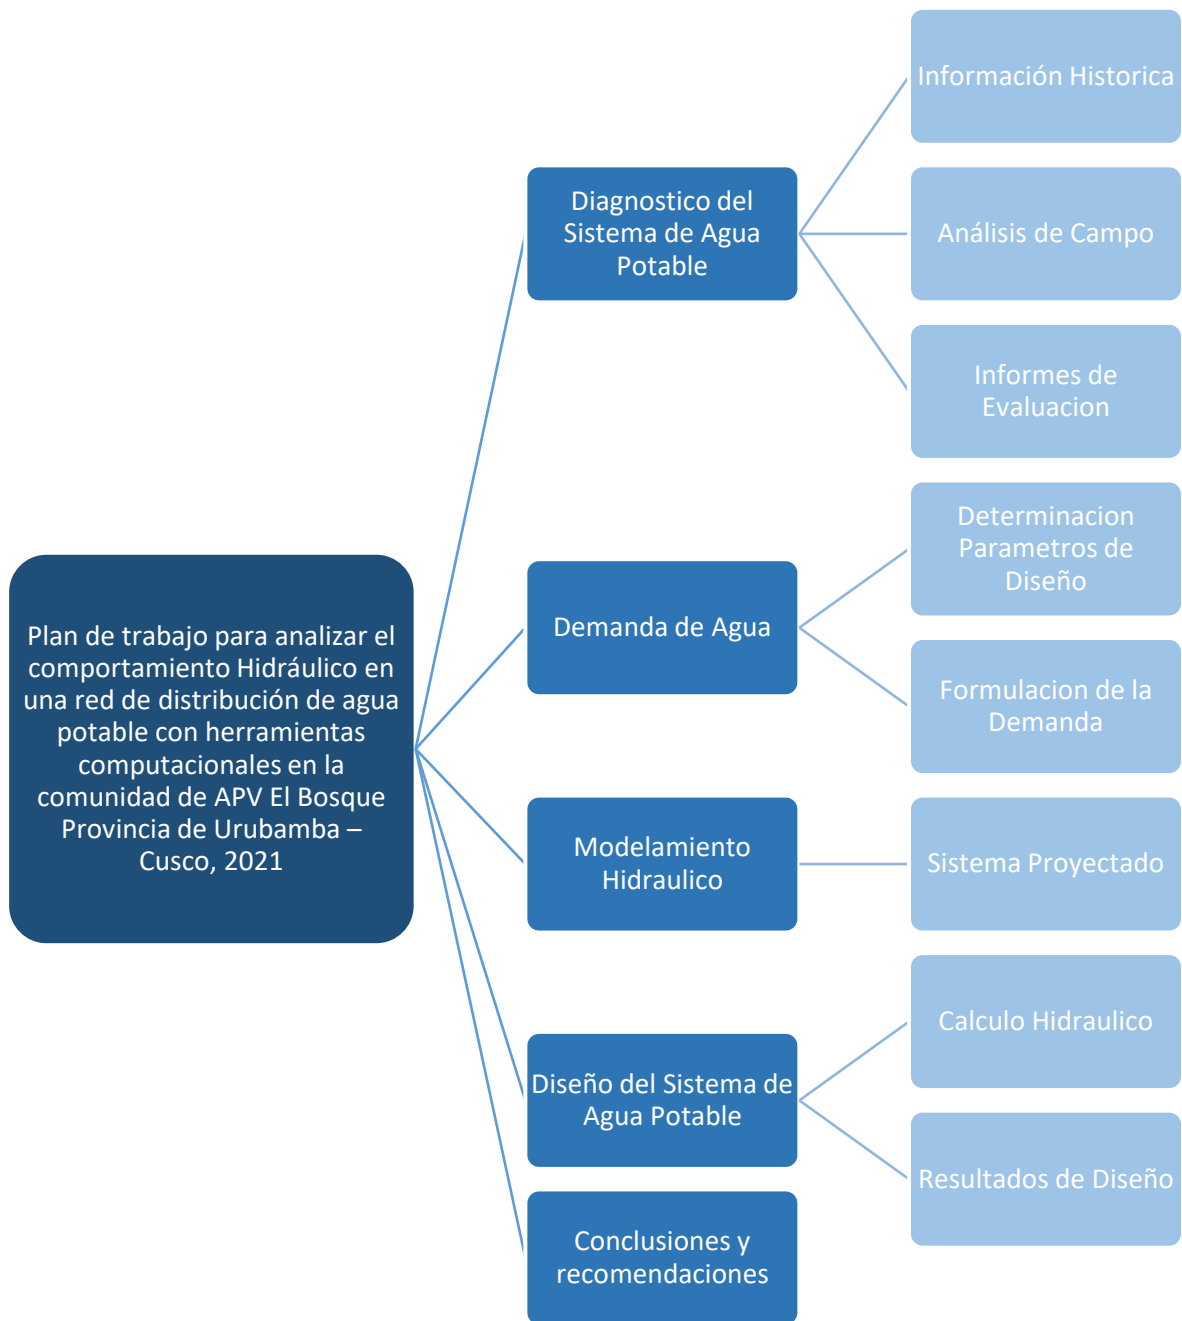 Plan de trabajo para analizar el
comportamiento Hidráulico en
una red de distribución de agua
potable con herramientas
computacionales en la
comunidad de APV El Bosque
Provincia de Urubamba –
Cusco, 2021
Diagnostico del
Sistema de Agua
Potable
Información Historica
Análisis de Campo
Informes de
Evaluacion
Demanda de Agua
Determinacion
Parametros de
Diseño
Formulacion de la
Demanda
Modelamiento
Hidraulico
Sistema Proyectado
Diseño del Sistema de
Agua Potable
Calculo Hidraulico
Resultados de Diseño
Conclusiones y
recomendaciones